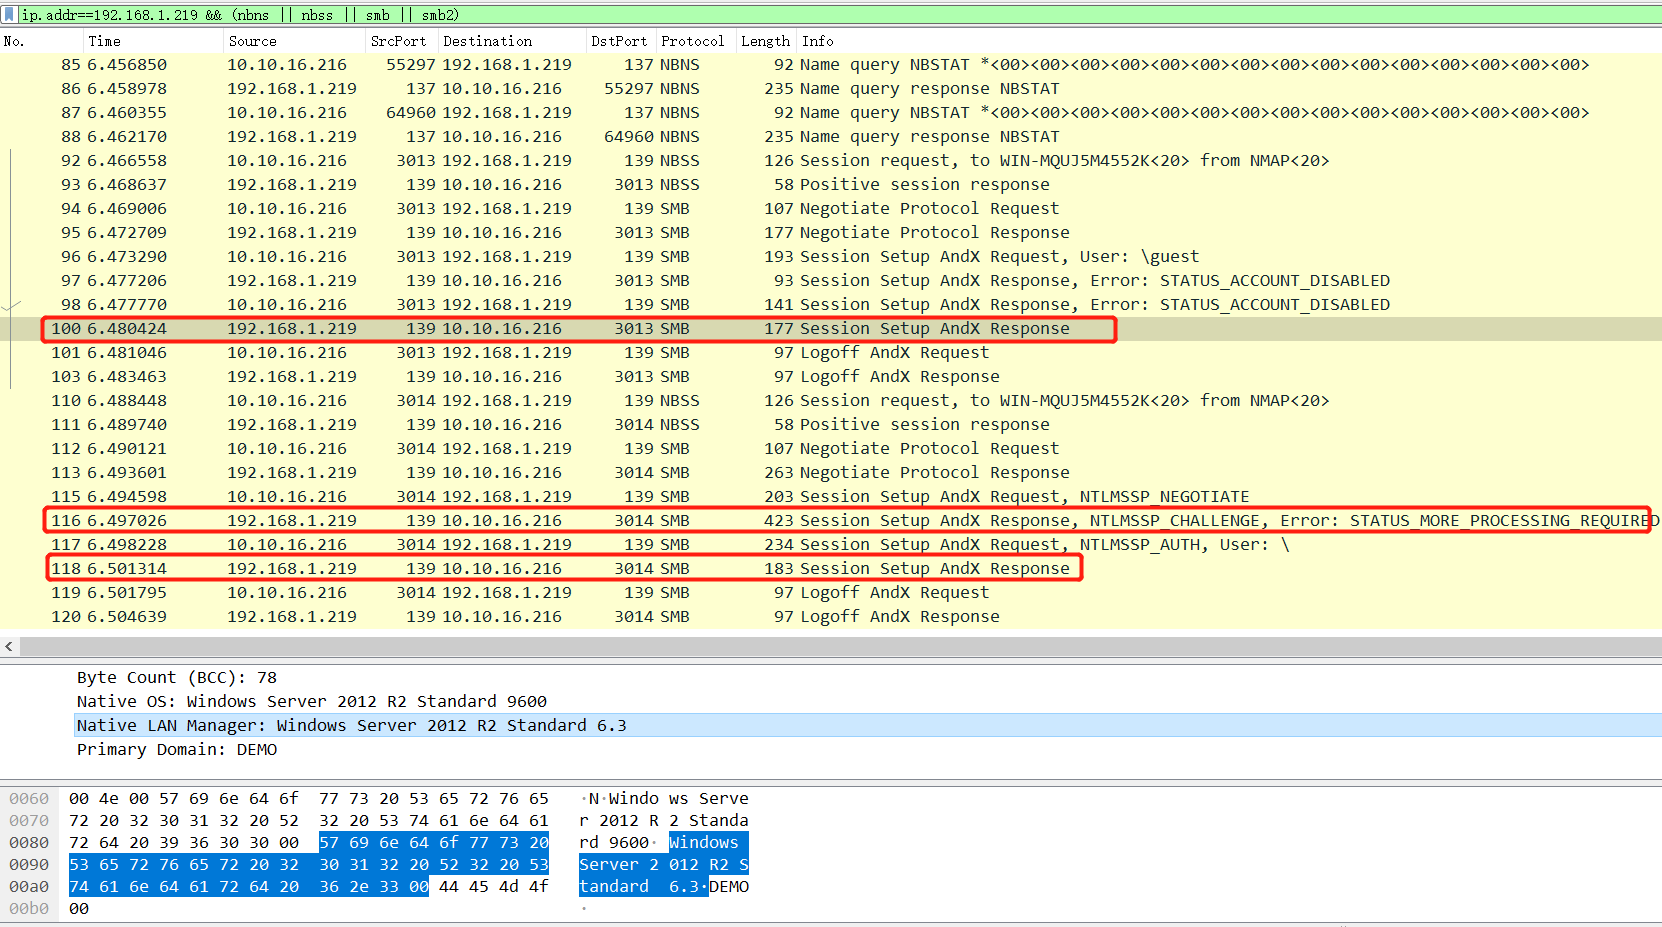 ip.addr==192.168.1.219 && (nbns || nbss || smb || smb2)
No. Time Source SrcPort Destination DstPort Protocol Length Info
85 6.456850 10.10.16.216 55297 192.168.1.219 137 NBNS 92 Name query NBSTAT *<00><00><00><00><00><00><00><00><00><00><00><00><00><00><00>
86 6.458978 192.168.1.219 137 10.10.16.216 55297 NBNS 235 Name query response NBSTAT
87 6.460355 10.10.16.216 64960 192.168.1.219 137 NBNS 92 Name query NBSTAT *<00><00><00><00><00><00><00><00><00><00><00><00><00><00><00>
88 6.462170 192.168.1.219 137 10.10.16.216 64960 NBNS 235 Name query response NBSTAT
92 6.466558 10.10.16.216 3013 192.168.1.219 139 NBSS 126 Session request, to WIN-MQUJ5M4552K<20> from NMAP<20>
93 6.468637 192.168.1.219 139 10.10.16.216 3013 NBSS 58 Positive session response
94 6.469006 10.10.16.216 3013 192.168.1.219 139 SMB 107 Negotiate Protocol Request
95 6.472709 192.168.1.219 139 10.10.16.216 3013 SMB 177 Negotiate Protocol Response
96 6.473290 10.10.16.216 3013 192.168.1.219 139 SMB 193 Session Setup AndX Request, User: \guest
97 6.477206 192.168.1.219 139 10.10.16.216 3013 SMB 93 Session Setup AndX Response, Error: STATUS_ACCOUNT_DISABLED
98 6.477770 10.10.16.216 3013 192.168.1.219 139 SMB 141 Session Setup AndX Response, Error: STATUS_ACCOUNT_DISABLED
100 6.480424 192.168.1.219 139 10.10.16.216 3013 SMB 177 Session Setup AndX Response
101 6.481046 10.10.16.216 3013 192.168.1.219 139 SMB 97 Logoff AndX Request
103 6.483463 192.168.1.219 139 10.10.16.216 3013 SMB 97 Logoff AndX Response
110 6.488448 10.10.16.216 3014 192.168.1.219 139 NBSS 126 Session request, to WIN-MQUJ5M4552K<20> from NMAP<20>
111 6.489740 192.168.1.219 139 10.10.16.216 3014 NBSS 58 Positive session response
112 6.490121 10.10.16.216 3014 192.168.1.219 139 SMB 107 Negotiate Protocol Request
113 6.493601 192.168.1.219 139 10.10.16.216 3014 SMB 263 Negotiate Protocol Response
115 6.494598 10.10.16.216 3014 192.168.1.219 139 SMB 203 Session Setup AndX Request, NTLMSSP_NEGOTIATE
116 6.497026 192.168.1.219 139 10.10.16.216 3014 SMB 423 Session Setup AndX Response, NTLMSSP_CHALLENGE, Error: STATUS_MORE_PROCESSING_REQUIRED
117 6.498228 10.10.16.216 3014 192.168.1.219 139 SMB 234 Session Setup AndX Request, NTLMSSP_AUTH, User: \
118 6.501314 192.168.1.219 139 10.10.16.216 3014 SMB 183 Session Setup AndX Response
119 6.501795 10.10.16.216 3014 192.168.1.219 139 SMB 97 Logoff AndX Request
120 6.504639 192.168.1.219 139 10.10.16.216 3014 SMB 97 Logoff AndX Response
Byte Count (BCC): 78
Native OS: Windows Server 2012 R2 Standard 9600
Native LAN Manager: Windows Server 2012 R2 Standard 6.3
Primary Domain: DEMO
0060 00 4e 00 57 69 6e 64 6f 77 73 20 53 65 72 76 65 ·N·Windo ws Serve
0070 72 20 32 30 31 32 20 52 32 20 53 74 61 6e 64 61 r 2012 R 2 Standa
0080 72 64 20 39 36 30 30 00 57 69 6e 64 6f 77 73 20 rd 9600· Windows
0090 53 65 72 76 65 72 20 32 30 31 32 20 52 32 20 53 Server 2 012 R2 S
00a0 74 61 6e 64 61 72 64 20 36 2e 33 00 44 45 4d 4f tandard 6.3·DEMO
00b0 00 ·